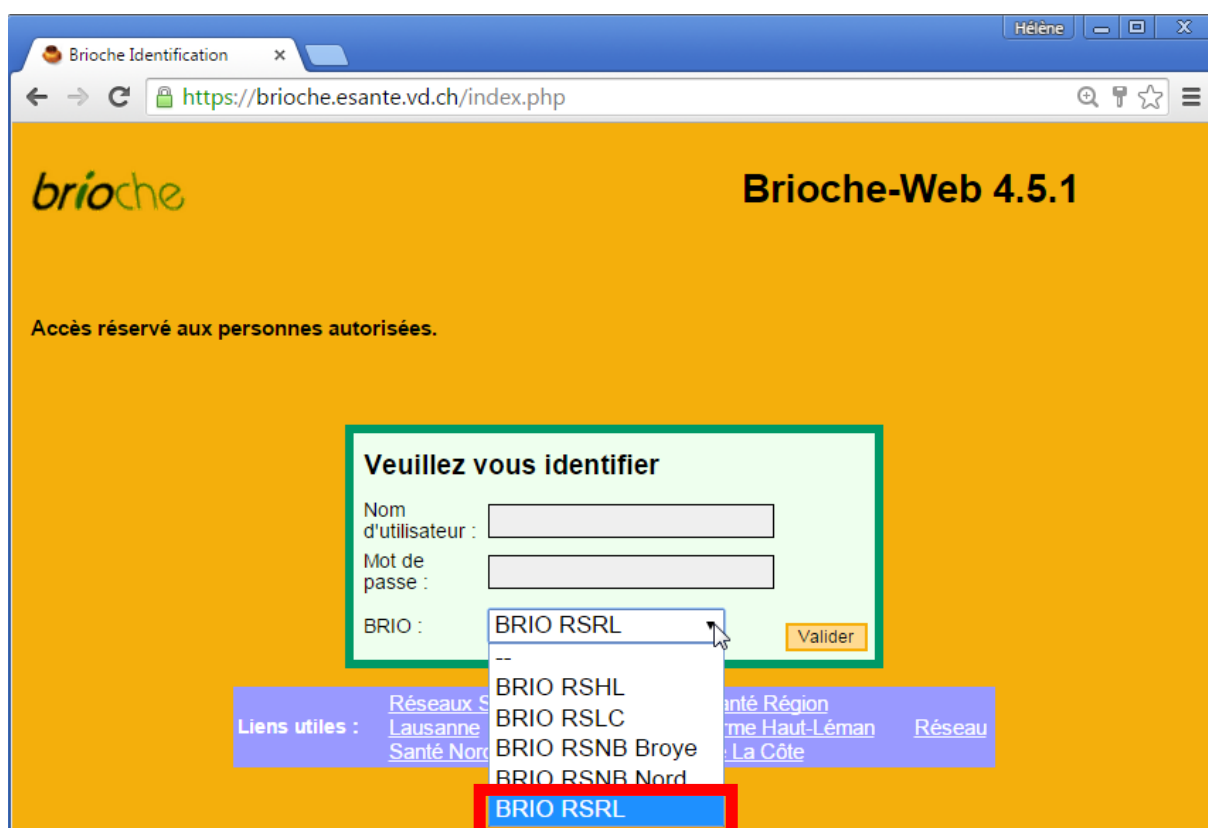 Hélène
Brioche Identification
https://brioche.esante.vd.ch/index.php
brioche
Brioche-Web 4.5.1
Accès réservé aux personnes autorisées.
Veuillez vous identifier
Nom
d'utilisateur :
Mot de
passe :
BRIO :
BRIO RSRL
Valider
--
BRIO RSHL
BRIO RSLC
BRIO RSNB Broye
BRIO RSNB Nord
BRIO RSRL
Liens utiles :
Réseaux S anté Région
Lausanne rme Haut-Léman Réseau
Santé Nor La Côte